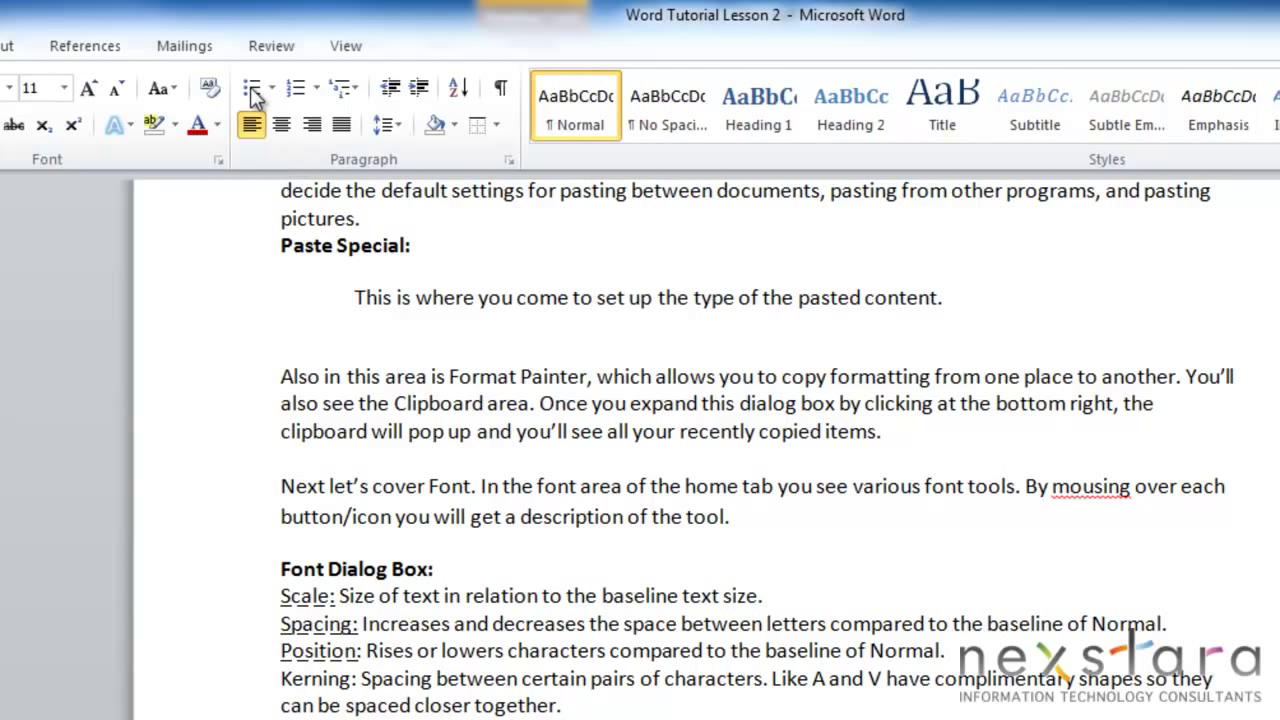 Word Tutorial Lesson 2 - Microsoft Word
ut References Mailings Review View
11 Aa
abc X₂ X² A ab A
AaBbCcDc AaBbCcDc AaBbC AaBbCc AaB AaBbCc. AaBbCcDc AaBbCcDc
¶ Normal ¶ No Spaci... Heading 1 Heading 2 Title Subtitle Subtle Em... Emphasis
Font Paragraph Styles
decide the default settings for pasting between documents, pasting from other programs, and pasting
pictures.
Paste Special:
This is where you come to set up the type of the pasted content.
Also in this area is Format Painter, which allows you to copy formatting from one place to another. You’ll
also see the Clipboard area. Once you expand this dialog box by clicking at the bottom right, the
clipboard will pop up and you’ll see all your recently copied items.
Next let’s cover Font. In the font area of the home tab you see various font tools. By mousing over each
button/icon you will get a description of the tool.
Font Dialog Box:
Scale: Size of text in relation to the baseline text size.
Spacing: Increases and decreases the space between letters compared to the baseline of Normal.
Position: Rises or lowers characters compared to the baseline of Normal.
Kerning: Spacing between certain pairs of characters. Like A and V have complimentary shapes so they
can be spaced closer together.
nexstara
INFORMATION TECHNOLOGY CONSULTANTS